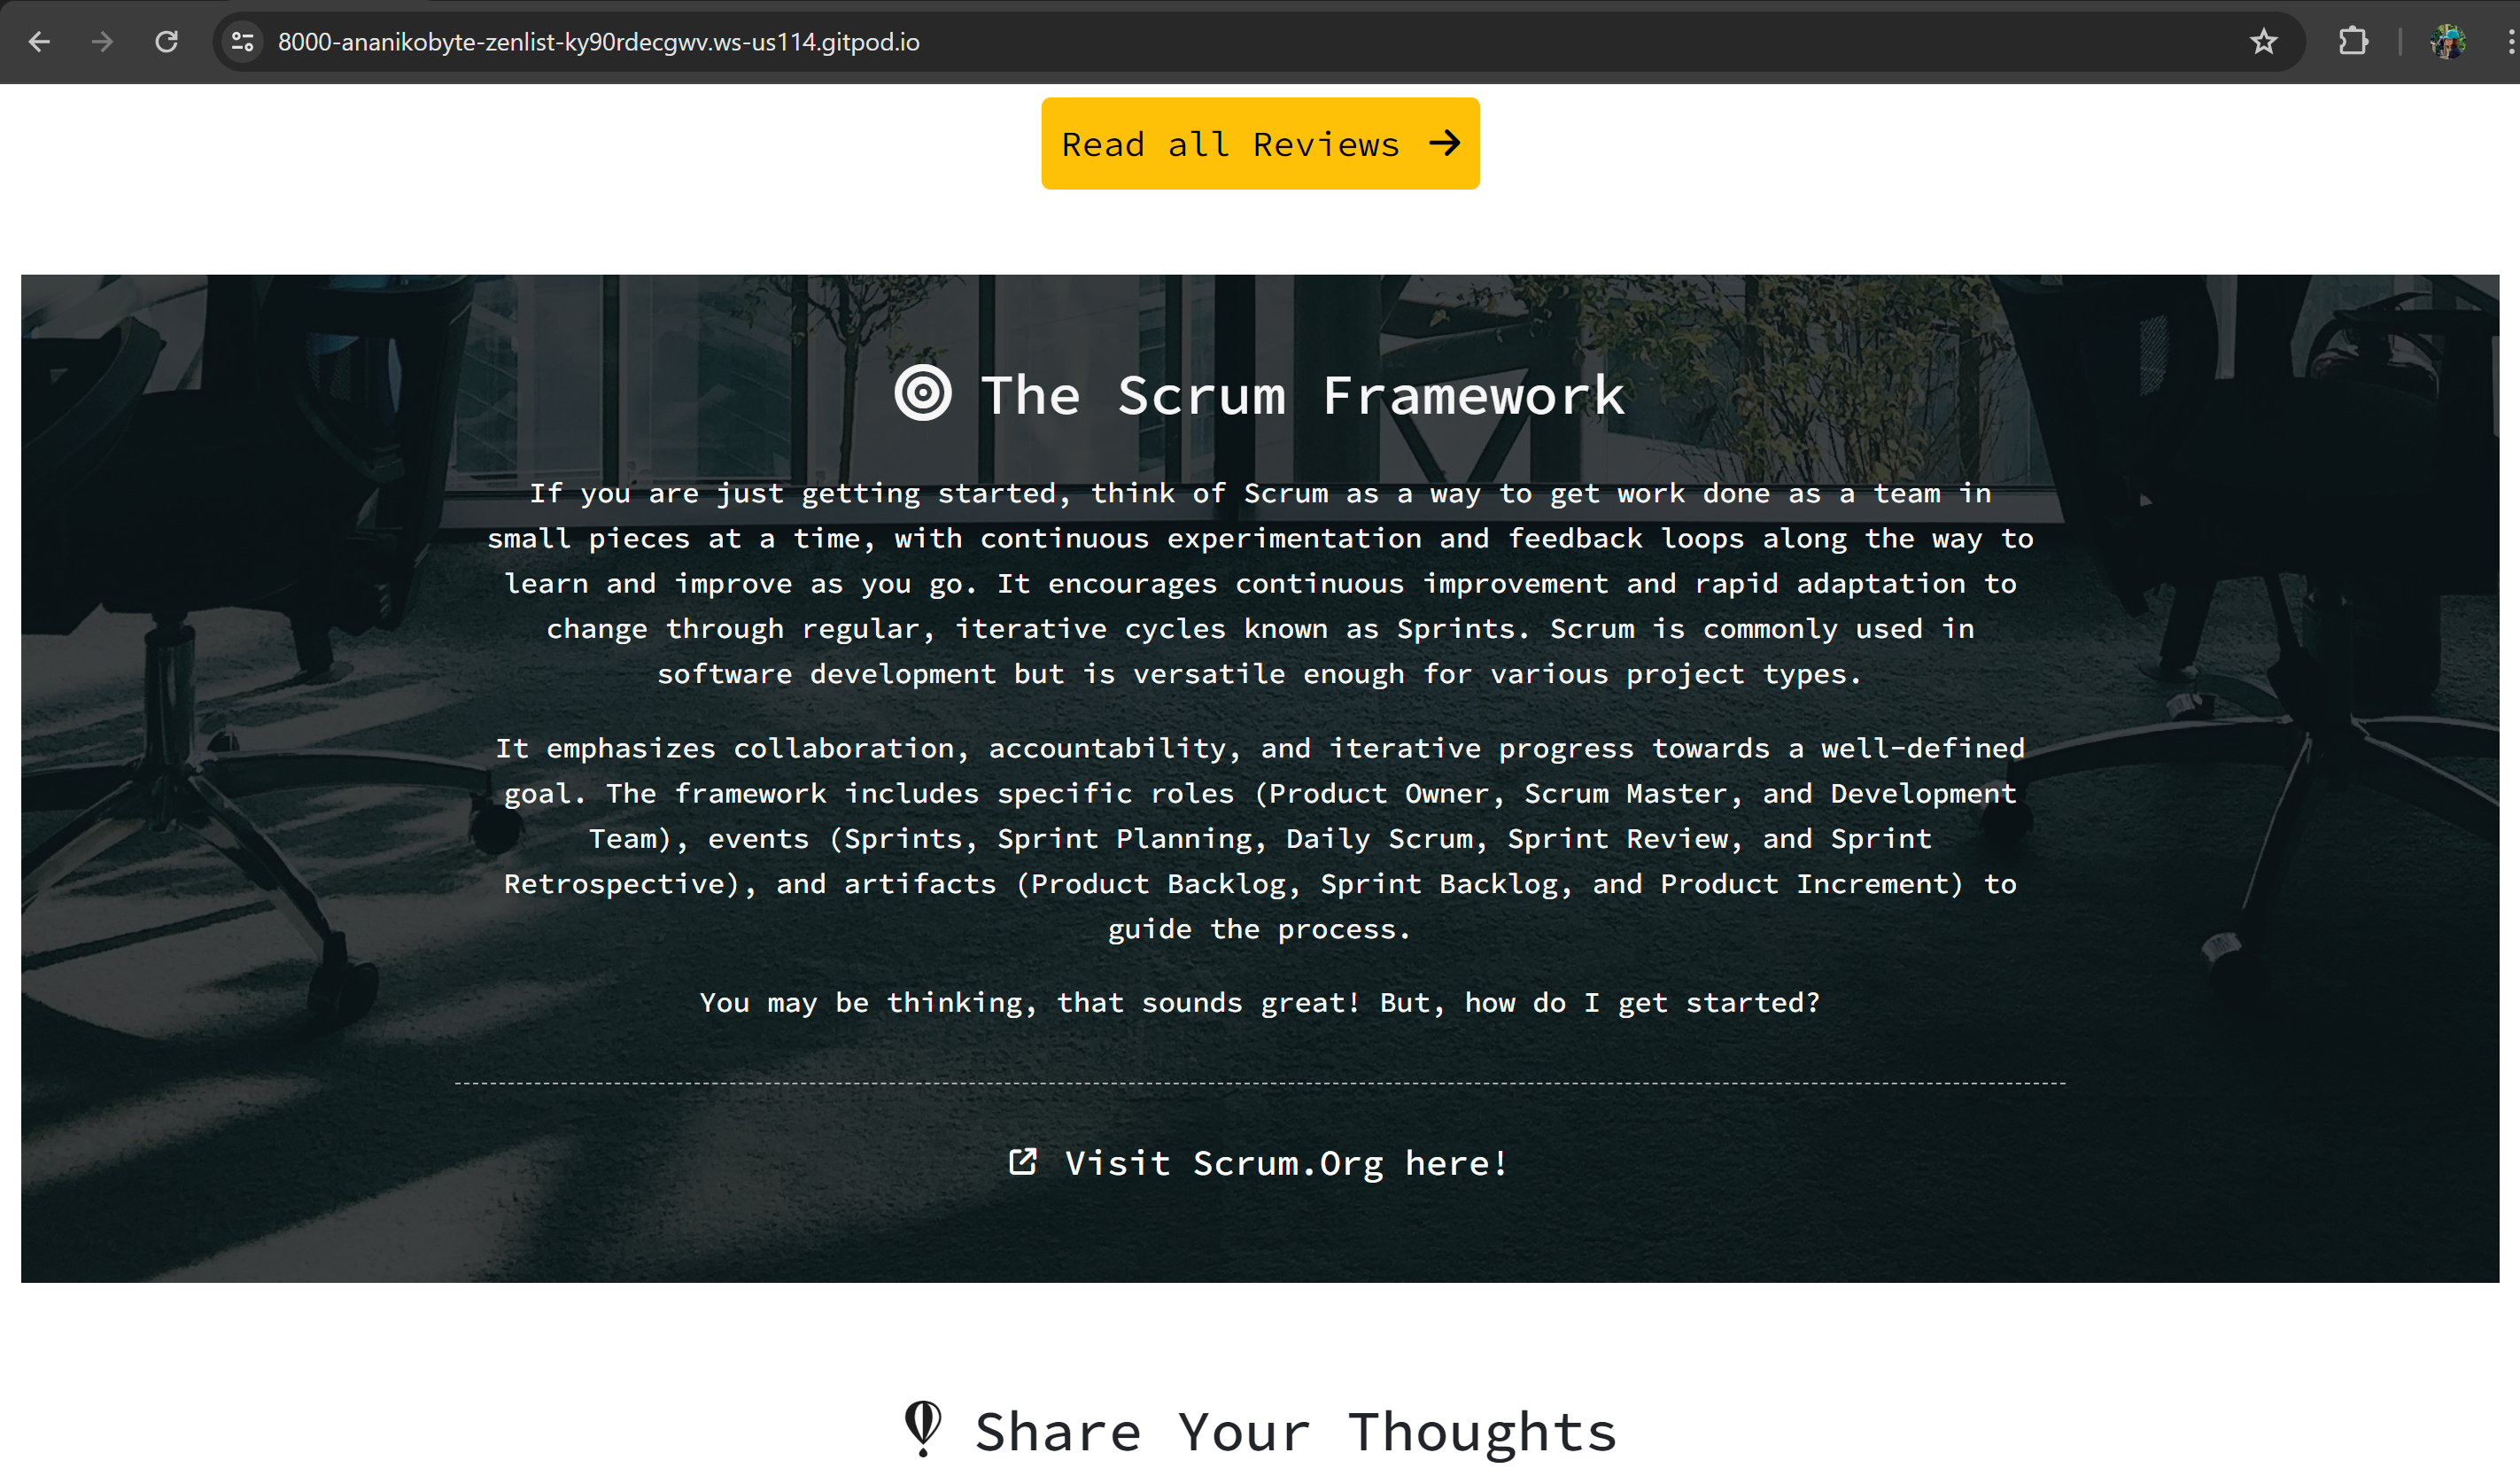 8000-ananikobyte-zenlist-ky90rdecgwv.ws-us114.gitpod.io
Read all Reviews
The Scrum Framework
If you are just getting started, think of Scrum as a way to get work done as a team in
small pieces at a time, with continuous experimentation and feedback loops along the way to
learn and improve as you go. It encourages continuous improvement and rapid adaptation to
change through regular, iterative cycles known as Sprints. Scrum is commonly used in
software development but is versatile enough for various project types.
It emphasizes collaboration, accountability, and iterative progress towards a well-defined
goal. The framework includes specific roles (Product Owner, Scrum Master, and Development
Team), events (Sprints, Sprint Planning, Daily Scrum, Sprint Review, and Sprint
Retrospective), and artifacts (Product Backlog, Sprint Backlog, and Product Increment) to
guide the process.
You may be thinking, that sounds great! But, how do I get started?
Visit Scrum.Org here!
Share Your Thoughts